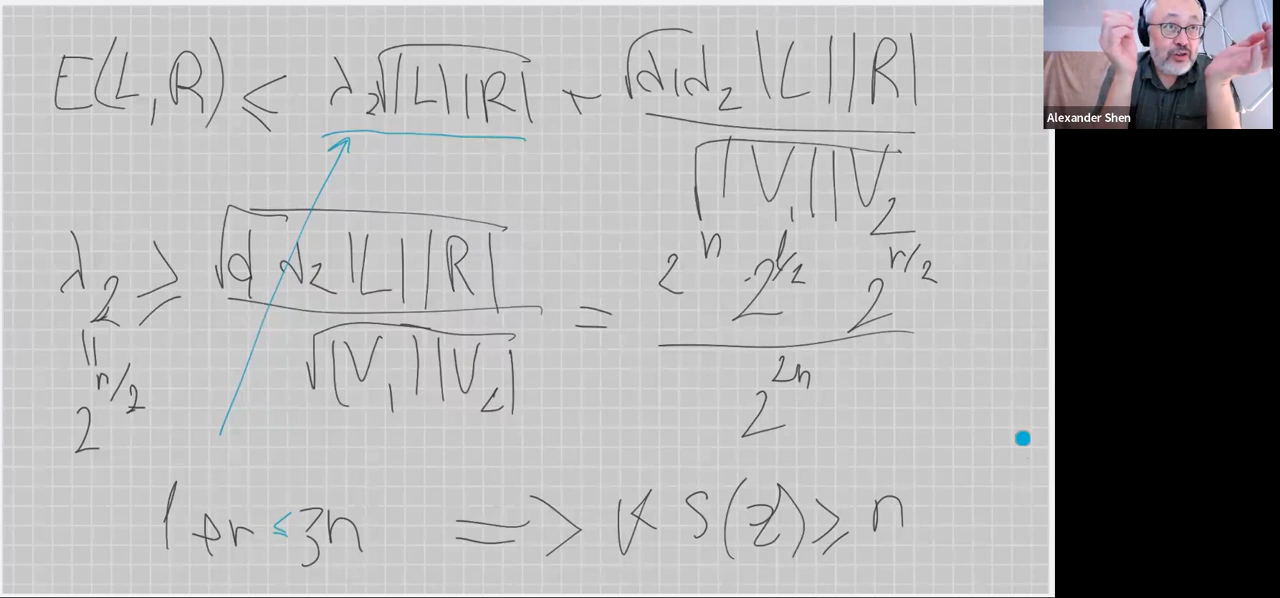 E(L,R) ≤ λ₂√|L||R| + √d₁d₂ |L||R| / √|V₁||V₂|
Alexander Shen
λ₂ ≥ √d₁d₂|L||R| / √|V₁||V₂| = 2^n · 2^{l/2} 2^{r/2} / 2^{2n}
||
2^{n/2}
l+r ≤ 3n ⟹ ∀ S(z) ≥ n